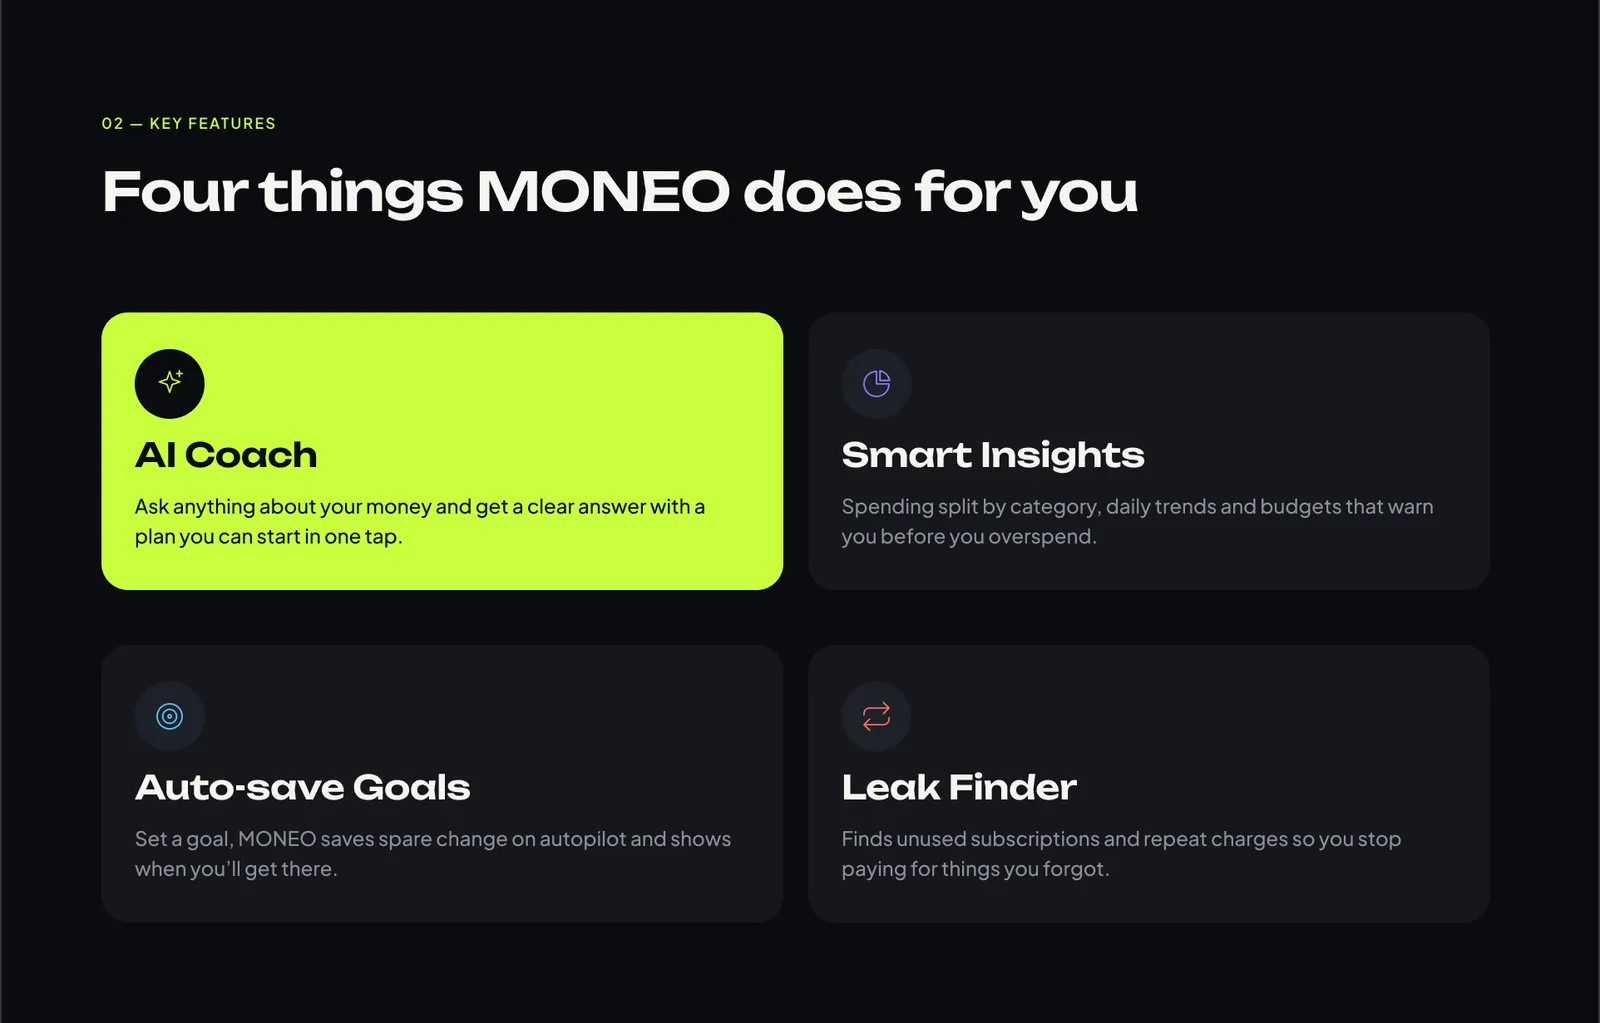 02 — KEY FEATURES
Four things MONEO does for you
AI Coach
Ask anything about your money and get a clear answer with a
plan you can start in one tap.
Smart Insights
Spending split by category, daily trends and budgets that warn
you before you overspend.
Auto-save Goals
Set a goal, MONEO saves spare change on autopilot and shows
when you’ll get there.
Leak Finder
Finds unused subscriptions and repeat charges so you stop
paying for things you forgot.